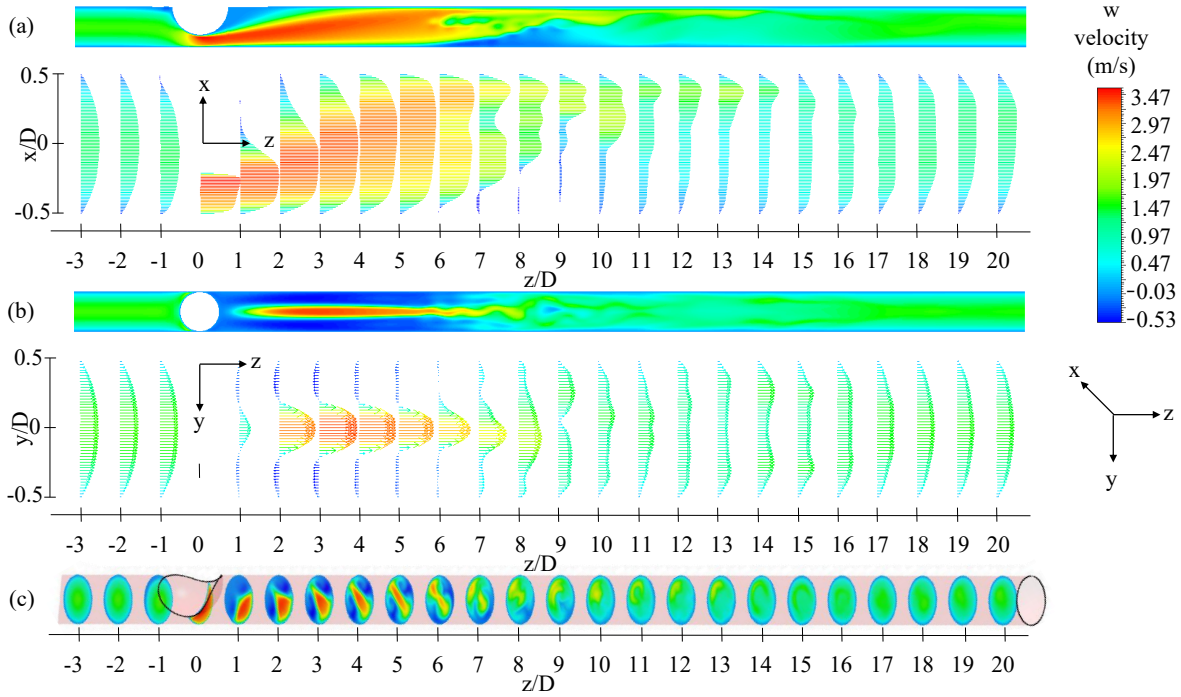 (a)
w
velocity
(m/s)
0.5
x
z
0
x/D
-0.5
-3 -2 -1 0 1 2 3 4 5 6 7 8 9 10 11 12 13 14 15 16 17 18 19 20
z/D
3.47
2.97
2.47
1.97
1.47
0.97
0.47
-0.03
-0.53
(b)
0.5
z
y
0
y/D
-0.5
x
z
y
-3 -2 -1 0 1 2 3 4 5 6 7 8 9 10 11 12 13 14 15 16 17 18 19 20
z/D
(c)
-3 -2 -1 0 1 2 3 4 5 6 7 8 9 10 11 12 13 14 15 16 17 18 19 20
z/D